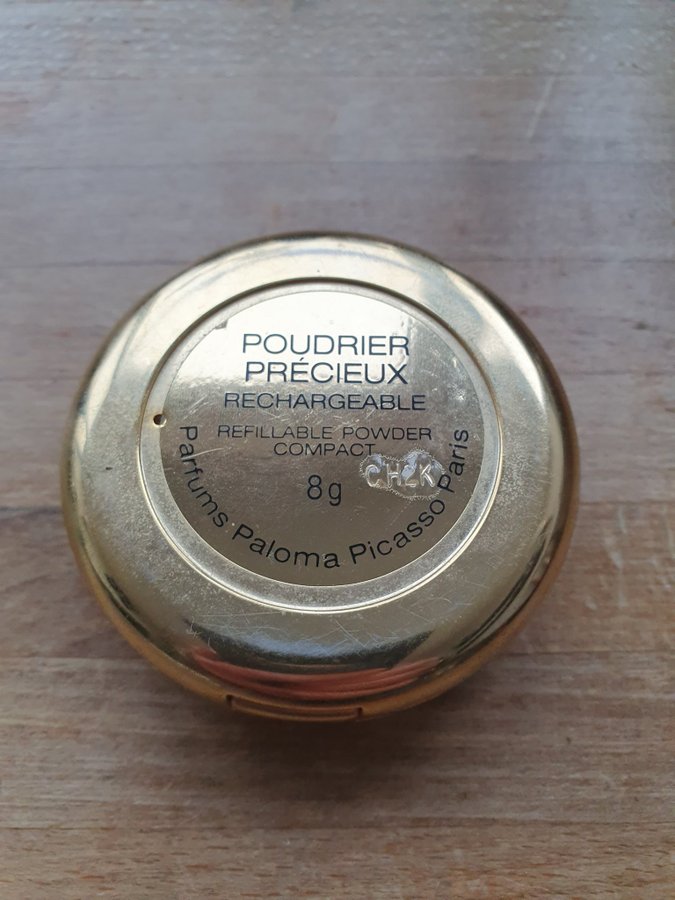 POUDRIER
PRÉCIEUX
RECHARGEABLE
REFILLABLE POWDER
COMPACT
8g
CH2K
Parfums Paloma Picasso Paris